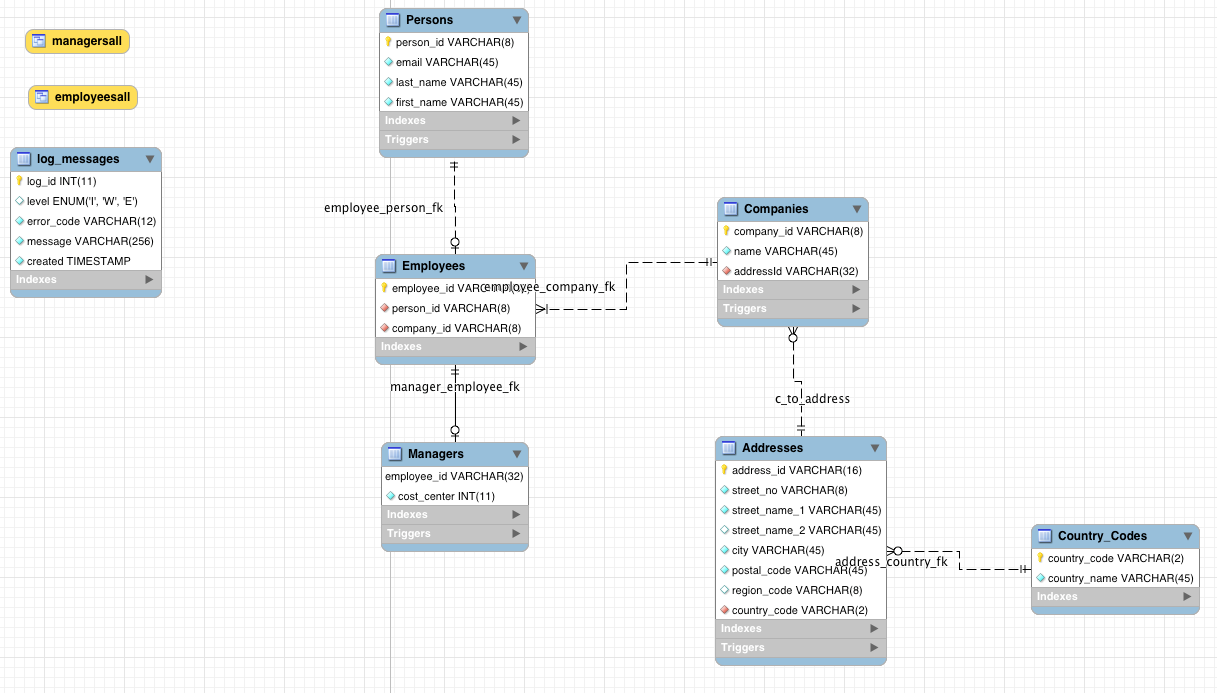 managersall
employeesall
log_messages
log_id INT(11)
level ENUM('I', 'W', 'E')
error_code VARCHAR(12)
message VARCHAR(256)
created TIMESTAMP
Indexes
Persons
person_id VARCHAR(8)
email VARCHAR(45)
last_name VARCHAR(45)
first_name VARCHAR(45)
Indexes
Triggers
employee_person_fk
Employees
employee_id
employee_company_fk
person_id VARCHAR(8)
company_id VARCHAR(8)
Indexes
manager_employee_fk
Managers
employee_id VARCHAR(32)
cost_center INT(11)
Indexes
Triggers
Companies
company_id VARCHAR(8)
name VARCHAR(45)
addressId VARCHAR(32)
Indexes
Triggers
c_to_address
Addresses
address_id VARCHAR(16)
street_no VARCHAR(8)
street_name_1 VARCHAR(45)
street_name_2 VARCHAR(45)
city VARCHAR(45)
address_country_fk
postal_code VARCHAR(45)
region_code VARCHAR(8)
country_code VARCHAR(2)
Indexes
Triggers
Country_Codes
country_code VARCHAR(2)
country_name VARCHAR(45)
Indexes